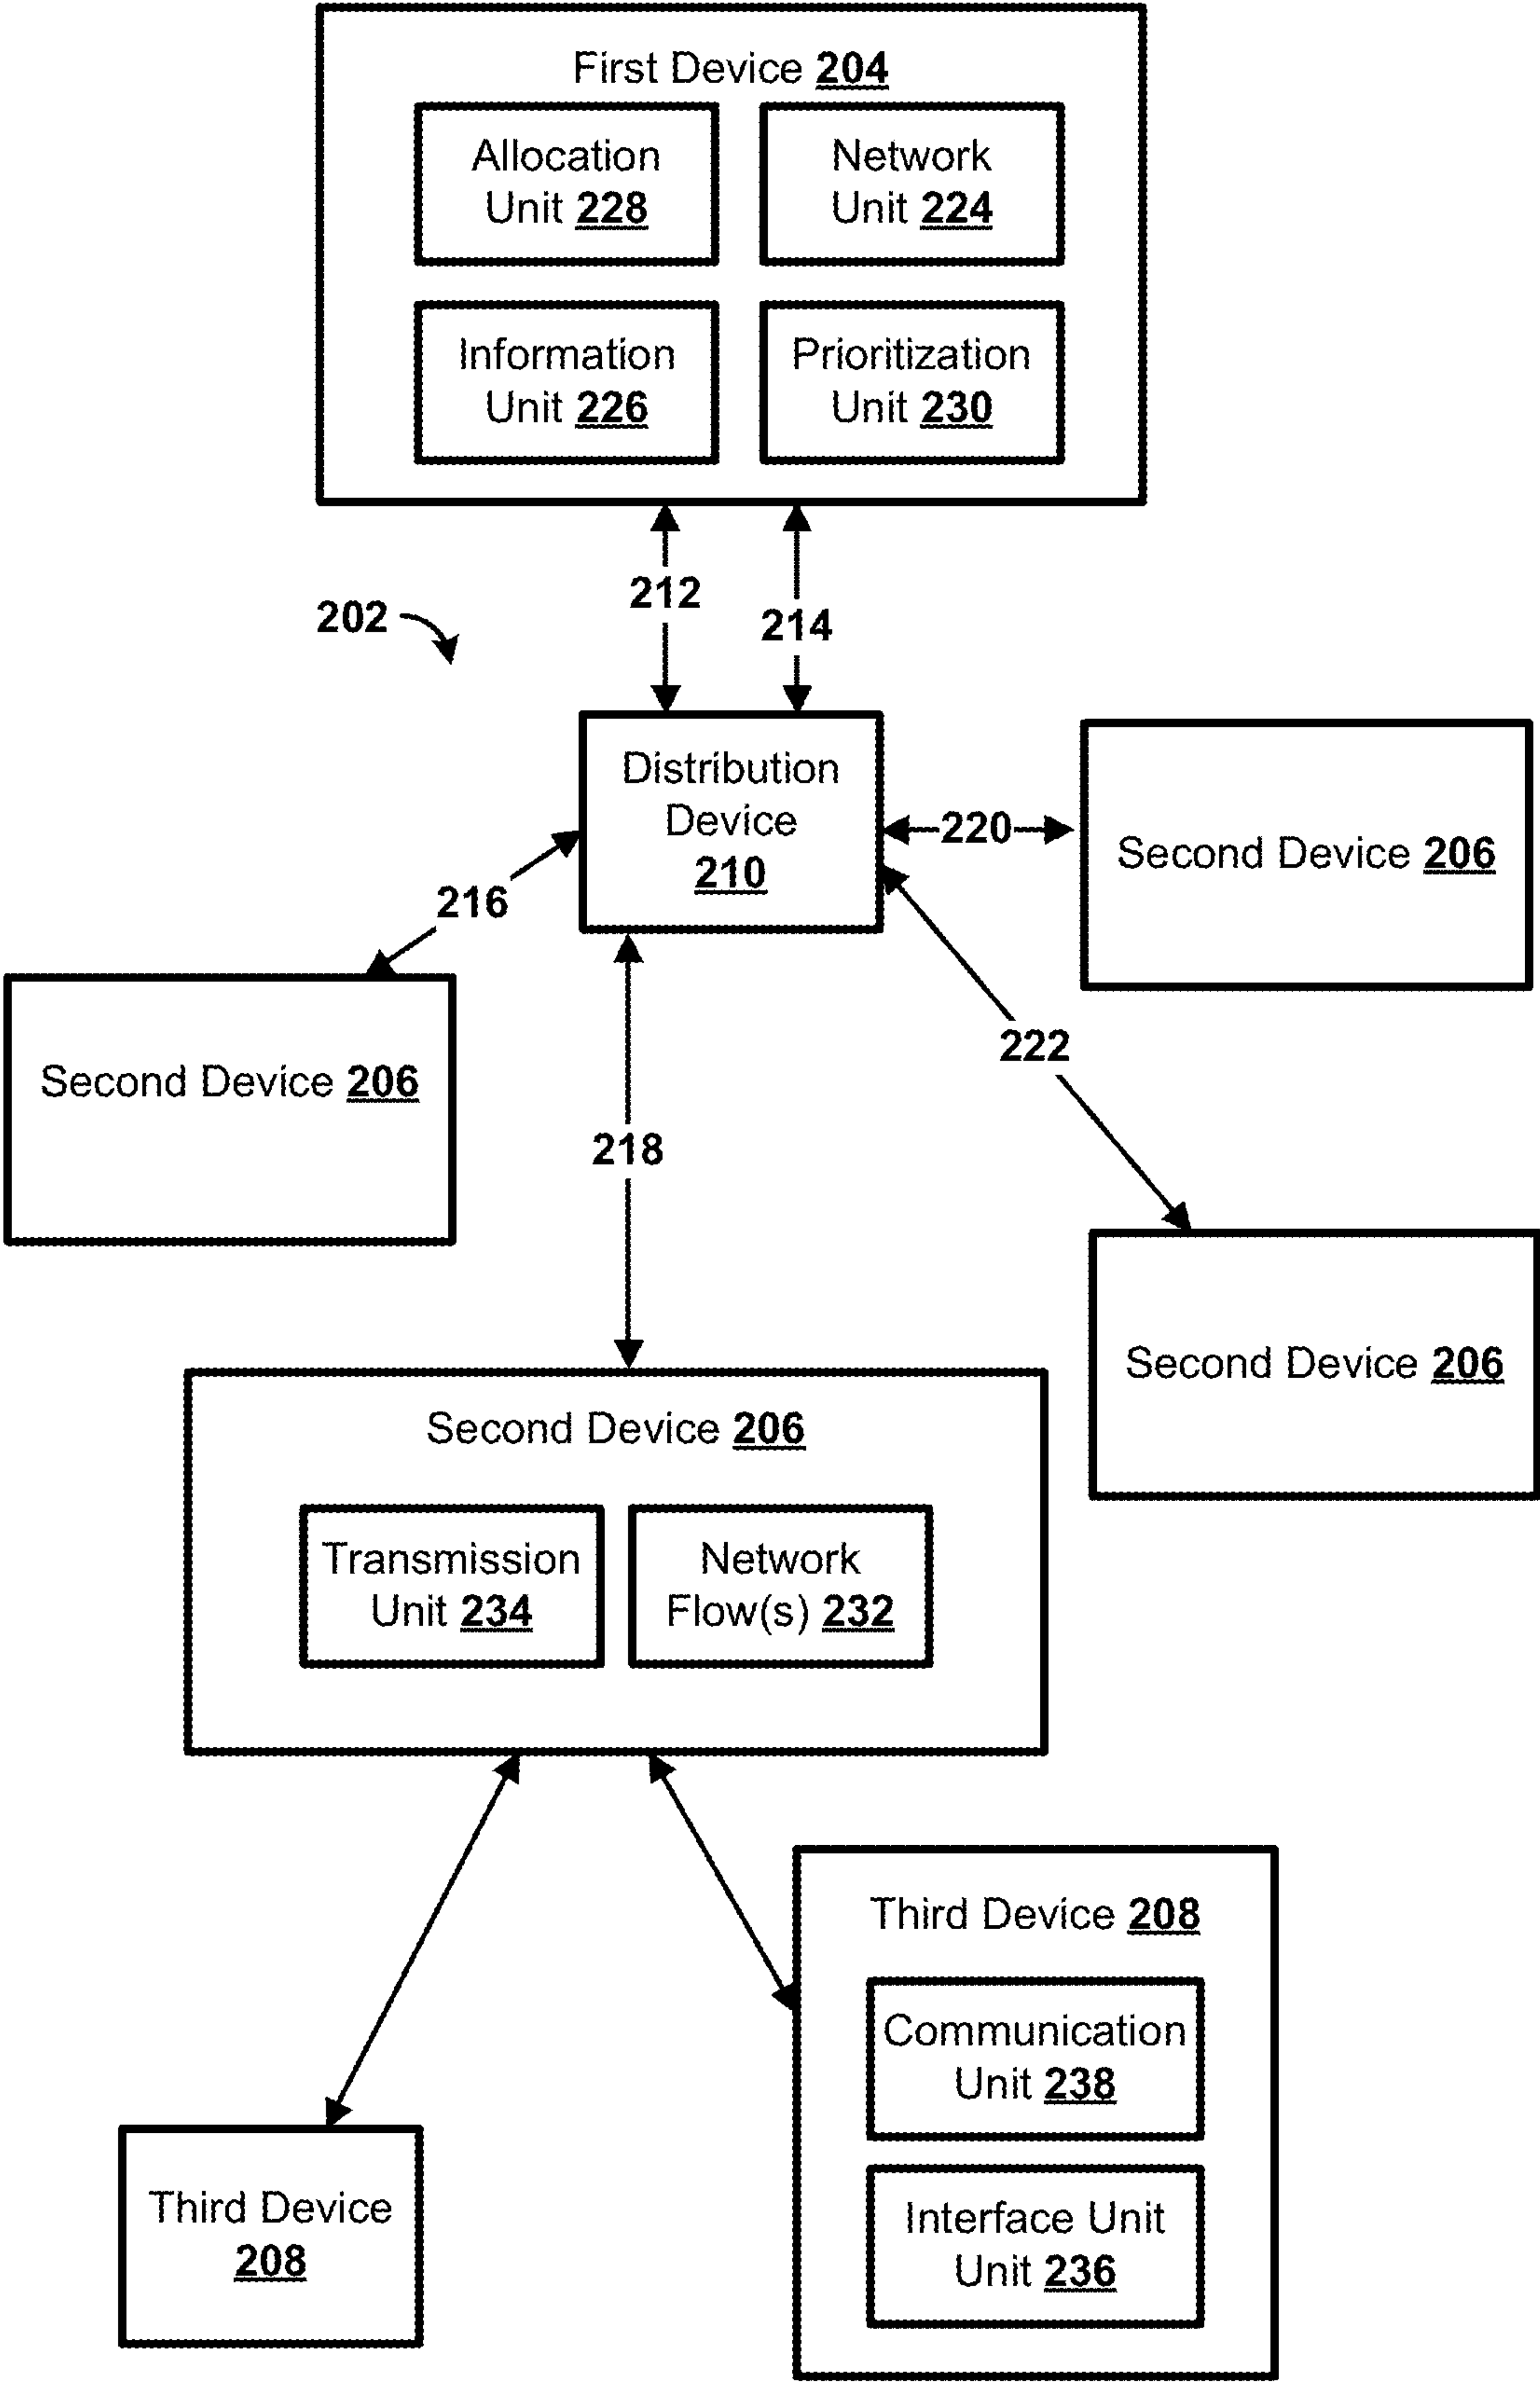 First Device 204
Allocation
Unit 228
Network
Unit 224
Information
Unit 226
Prioritization
Unit 230
212
202
214
Distribution
Device
210
220
Second Device 206
216
222
Second Device 206
218
Second Device 206
Second Device 206
Transmission
Unit 234
Network
Flow(s) 232
Third Device 208
Communication
Unit 238
Third Device
208
Interface Unit
Unit 236